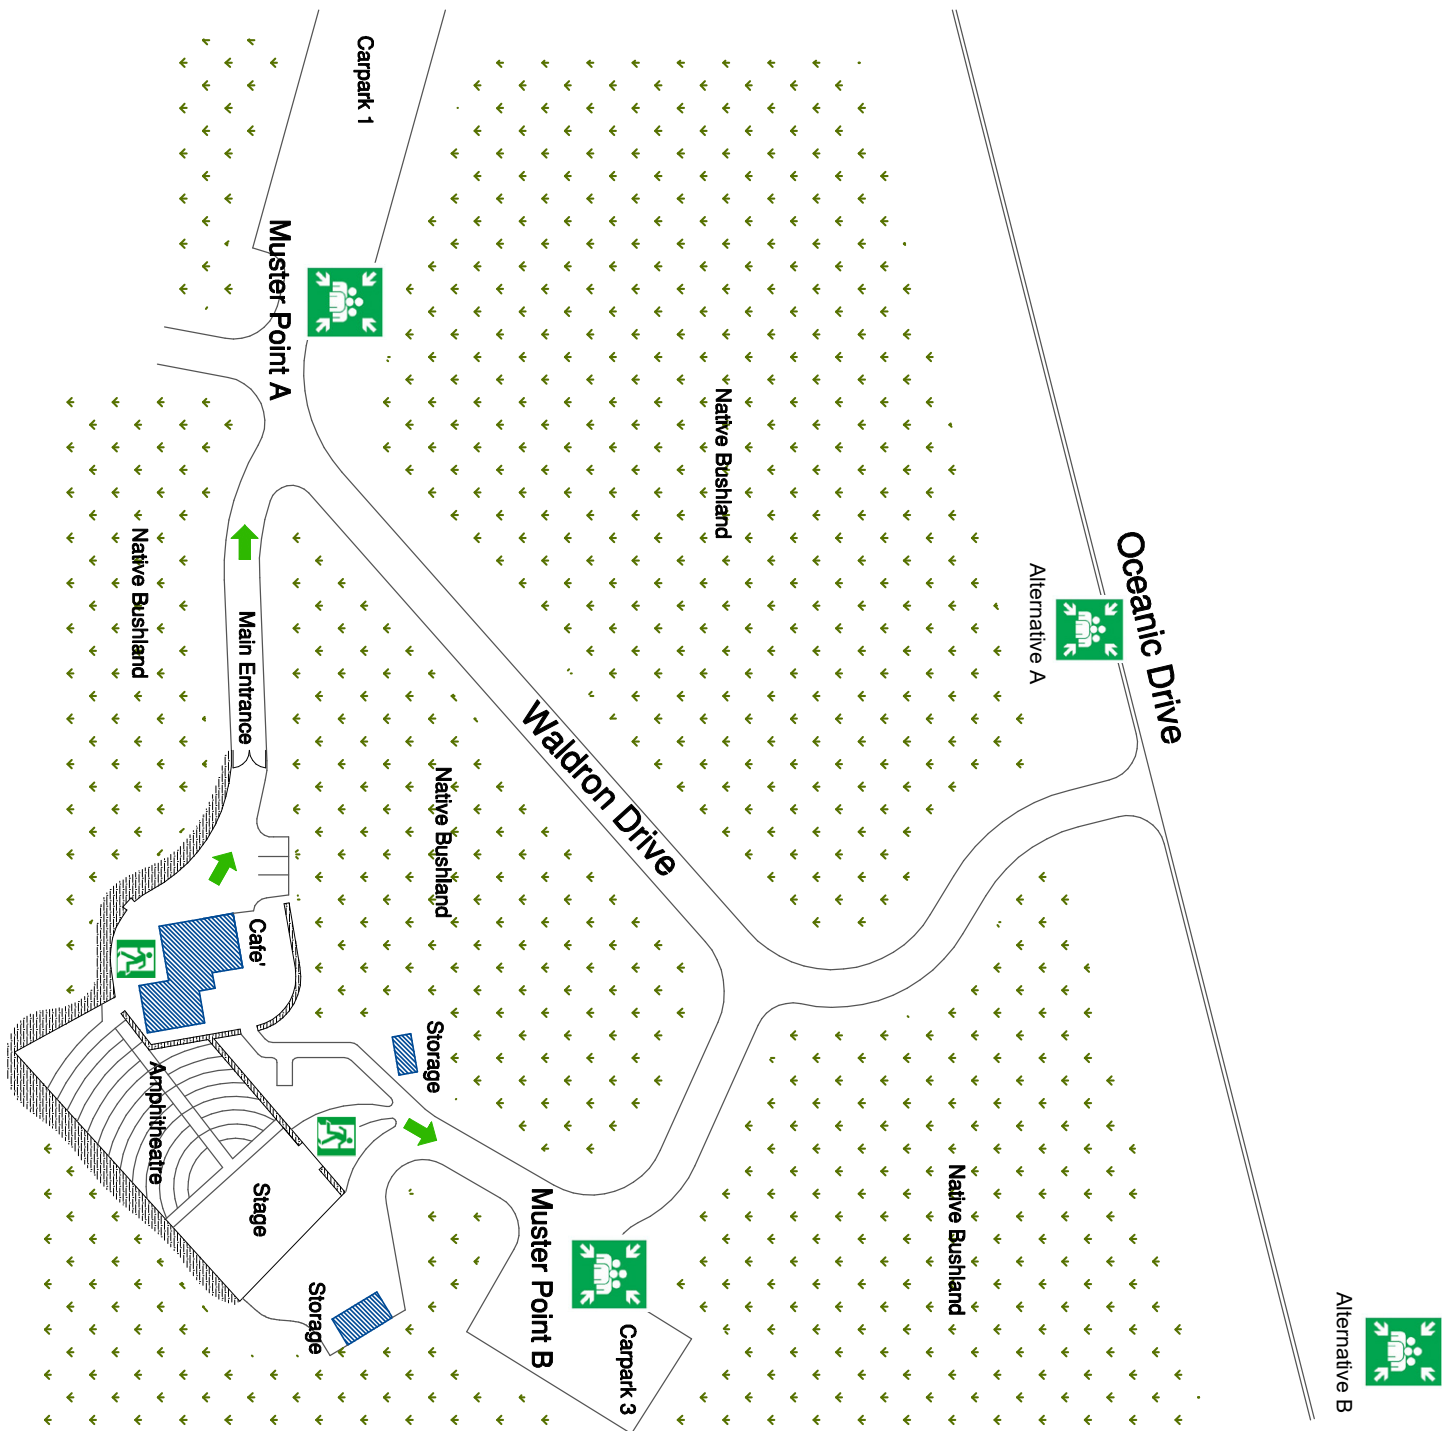 Carpark 1
Muster Point A
Native Bushland
Oceanic Drive
Alternative A
Native Bushland
Main Entrance
Waldron Drive
Native Bushland
Cafe'
Storage
Amphitheatre
Stage
Storage
Muster Point B
Carpark 3
Native Bushland
Alternative B